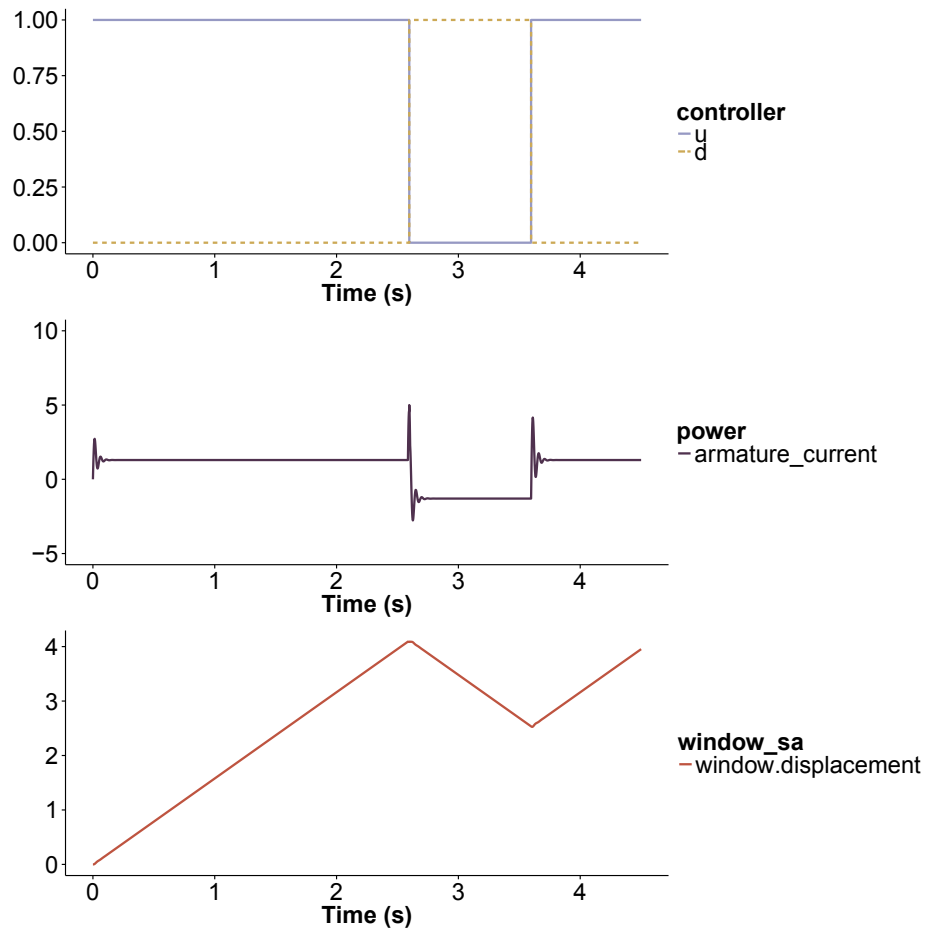 1.00
0.75
0.50
0.25
0.00
0 1 2 3 4
Time (s)
controller
u
d
10
5
0
−5
0 1 2 3 4
Time (s)
power
armature_current
4
3
2
1
0
0 1 2 3 4
Time (s)
window_sa
window.displacement